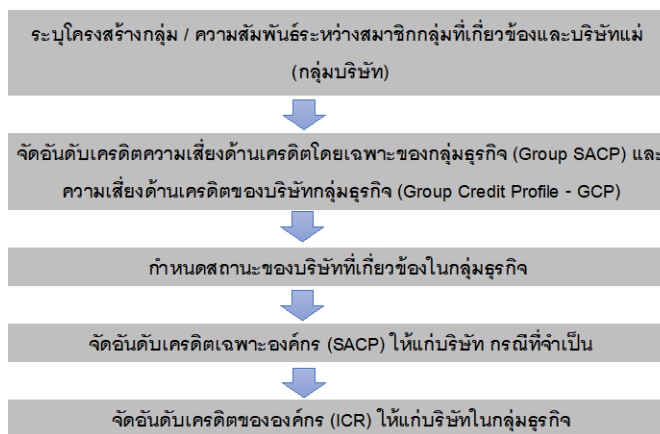 ระบุโครงสร้างกลุ่ม / ความสัมพันธ์ระหว่างสมาชิกกลุ่มที่เกี่ยวข้องและบริษัทแม่
(กลุ่มบริษัท)
จัดอันดับเครดิตความเสี่ยงด้านเครดิตโดยเฉพาะของกลุ่มธุรกิจ (Group SACP) และ
ความเสี่ยงด้านเครดิตของบริษัทกลุ่มธุรกิจ (Group Credit Profile - GCP)
กำหนดสถานะของบริษัทที่เกี่ยวข้องในกลุ่มธุรกิจ
จัดอันดับเครดิตเฉพาะองค์กร (SACP) ให้แก่บริษัท กรณีที่จำเป็น
จัดอันดับเครดิตขององค์กร (ICR) ให้แก่บริษัทในกลุ่มธุรกิจ